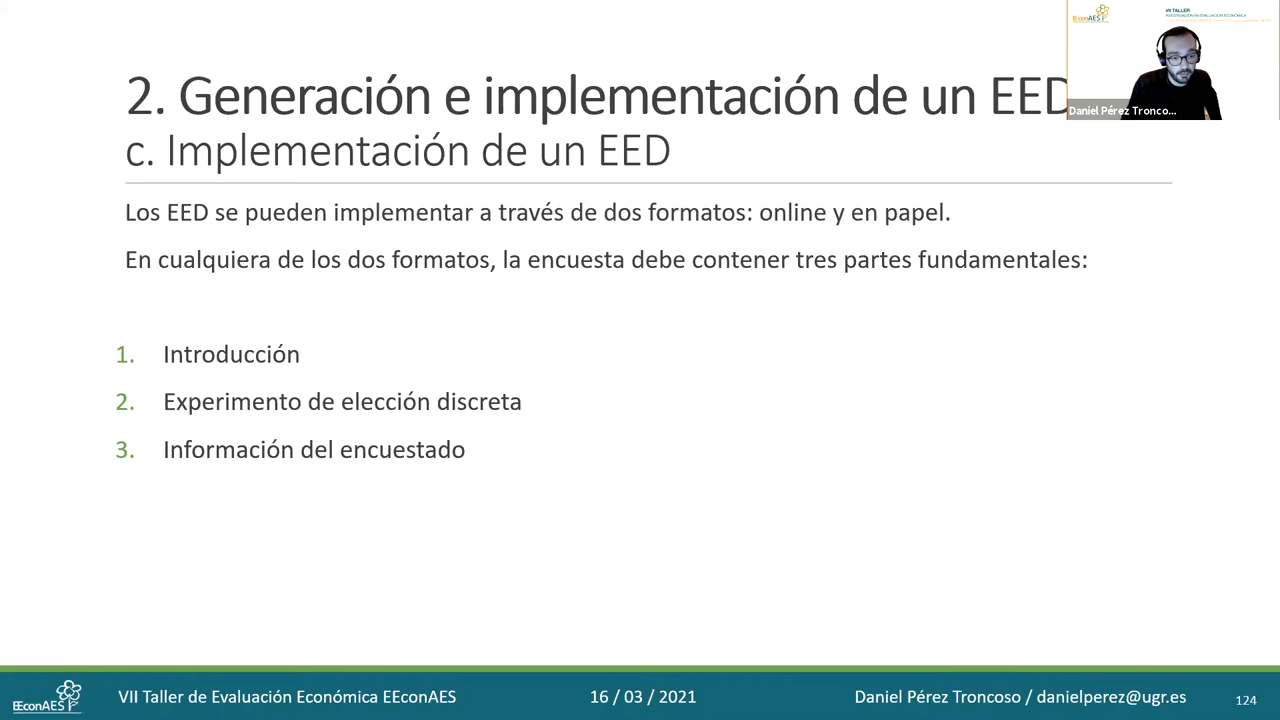 EEconAES
VII TALLER
2. Generación e implementación de un EED
Daniel Pérez Tronco...
c. Implementación de un EED
Los EED se pueden implementar a través de dos formatos: online y en papel.
En cualquiera de los dos formatos, la encuesta debe contener tres partes fundamentales:
1. Introducción
2. Experimento de elección discreta
3. Información del encuestado
EEconAES
VII Taller de Evaluación Económica EEconAES
16 / 03 / 2021
Daniel Pérez Troncoso / danielperez@ugr.es
124